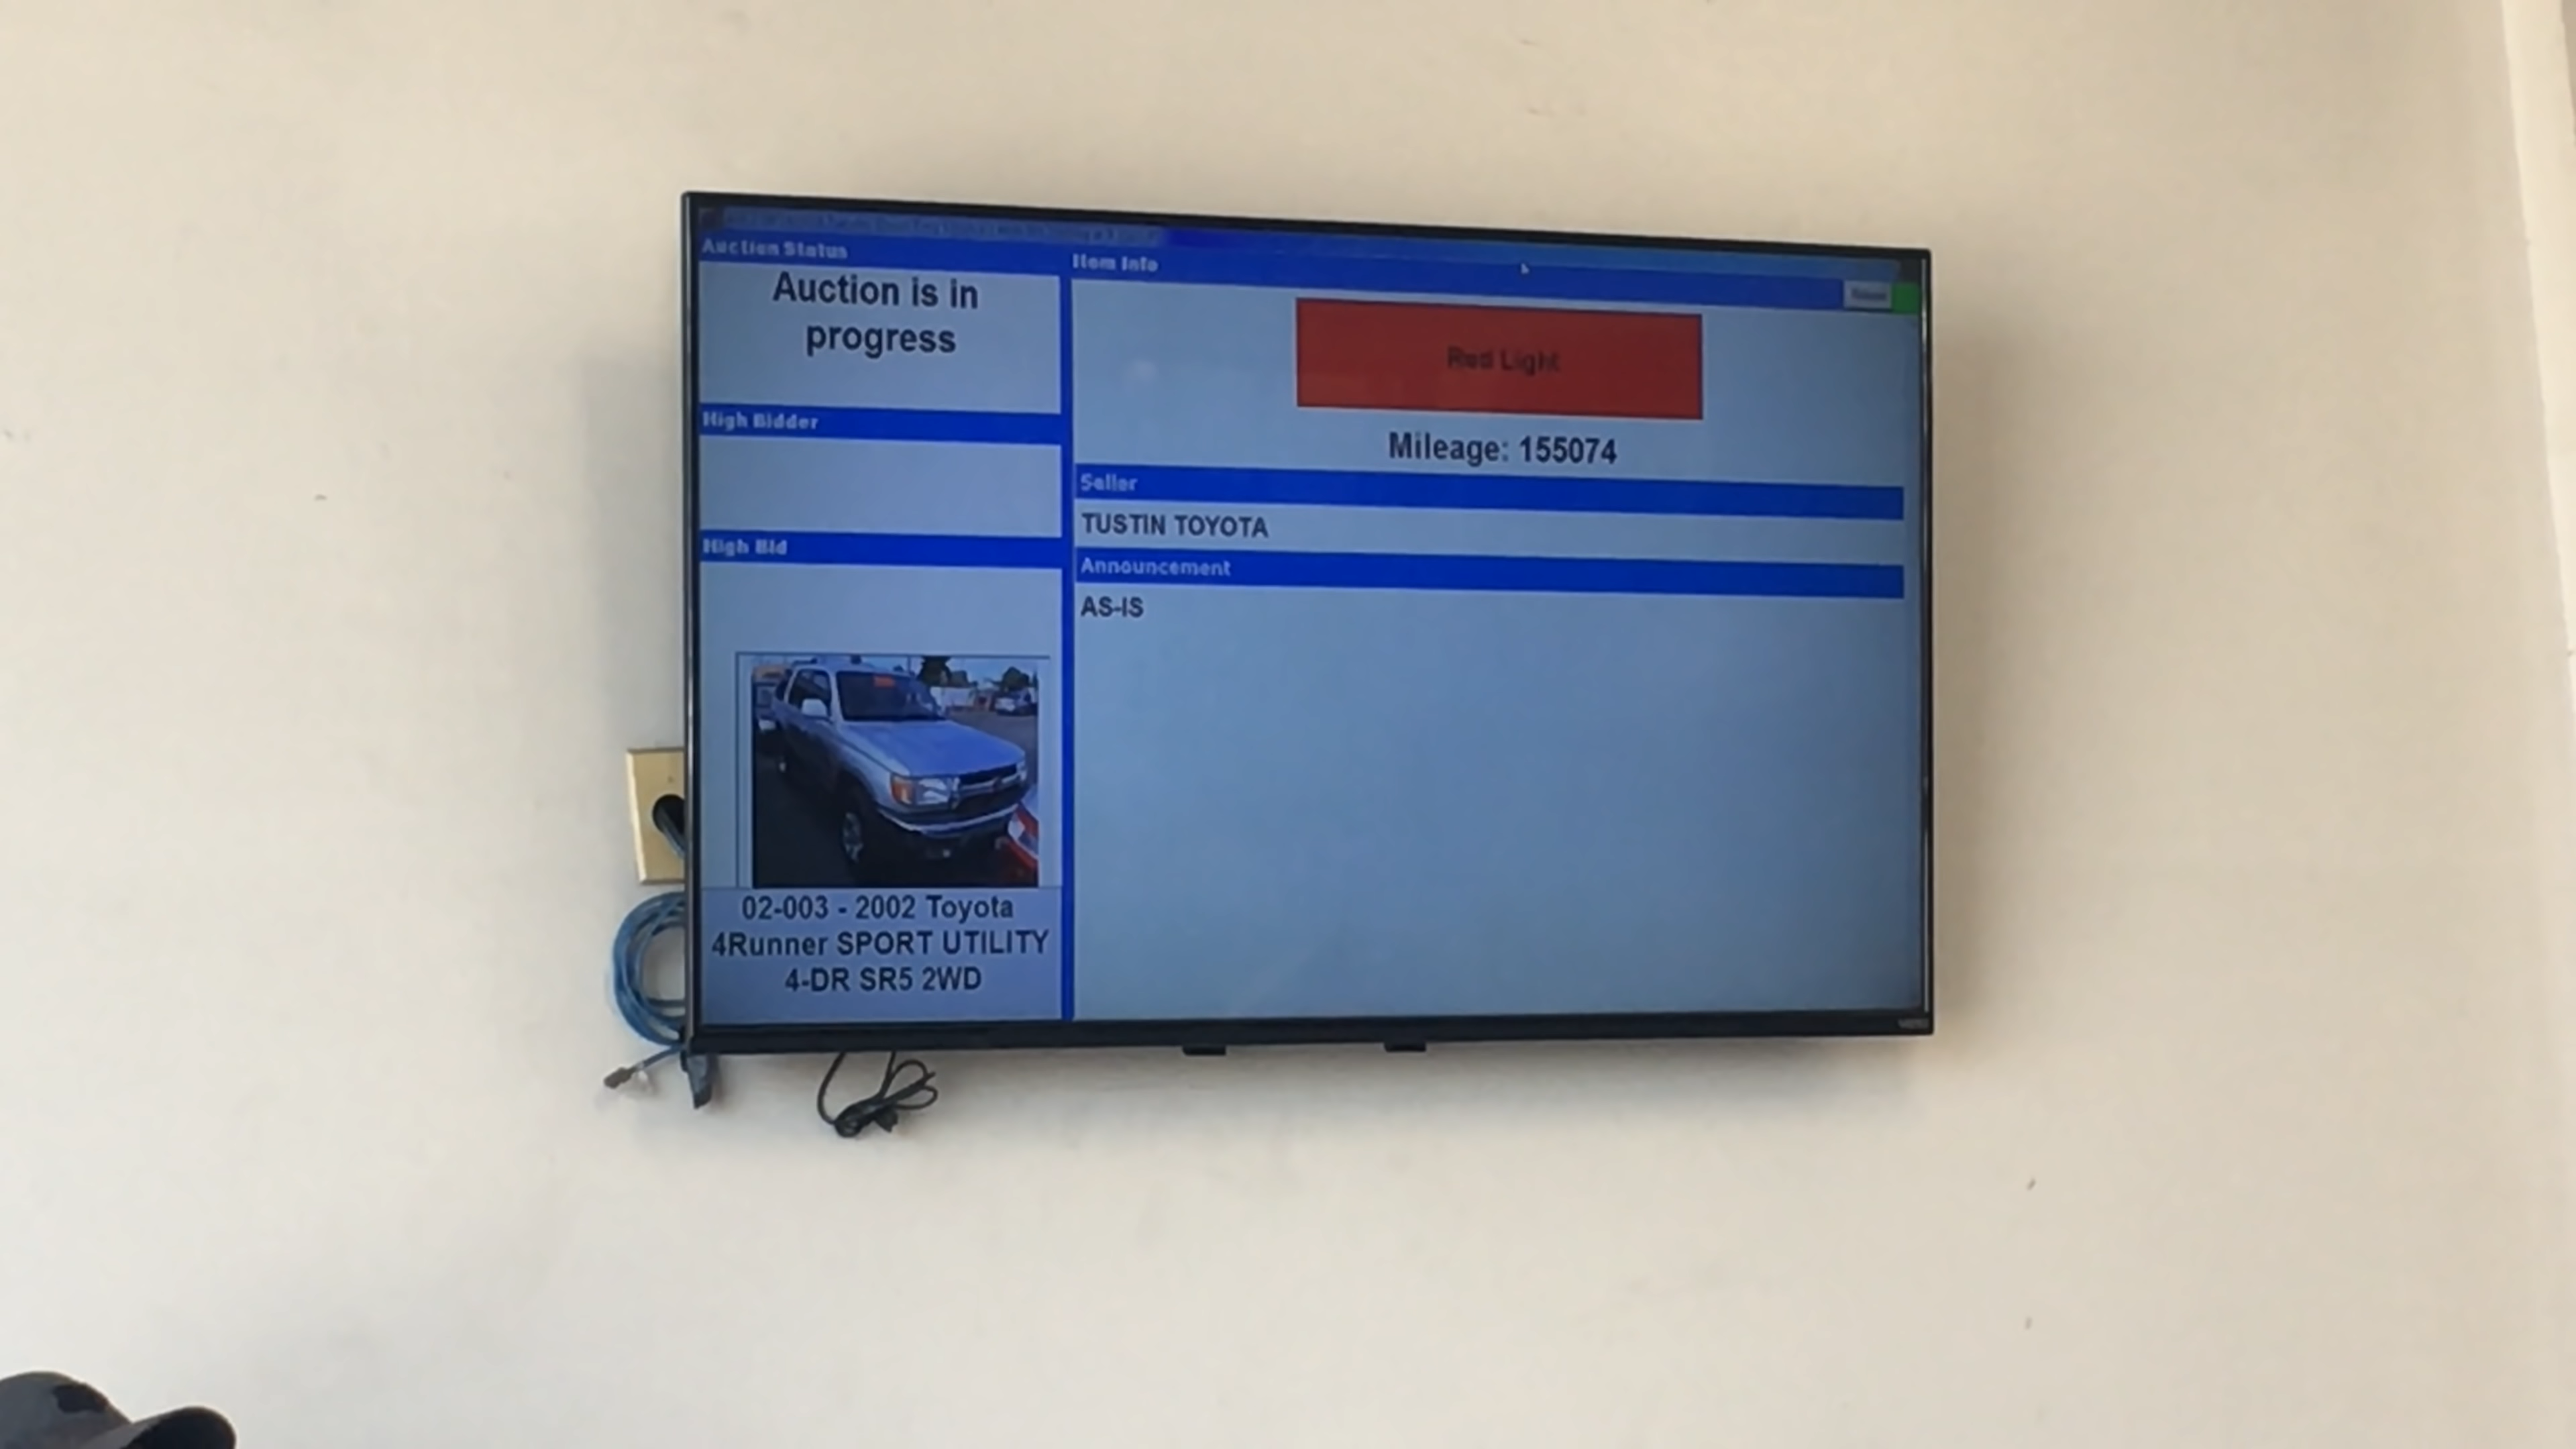 Auction Status
Auction is in
progress
High Bidder
High Bid
02-003 - 2002 Toyota
4Runner SPORT UTILITY
4-DR SR5 2WD
Item Info
Red Light
Mileage: 155074
Seller
TUSTIN TOYOTA
Announcement
AS-IS